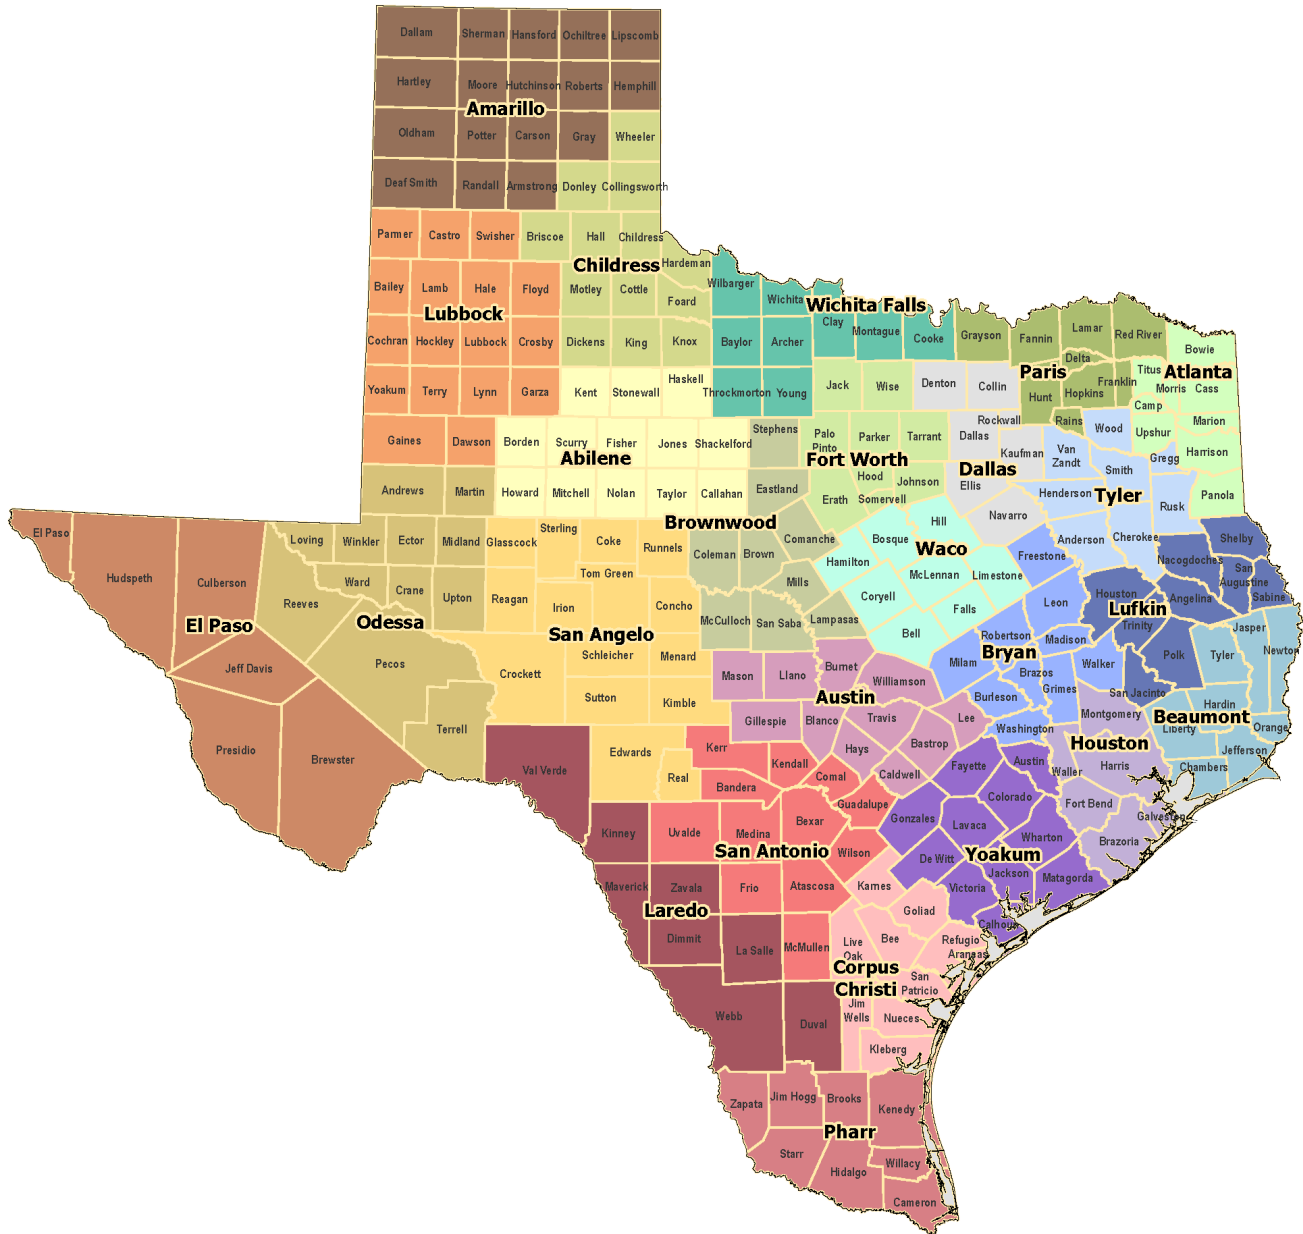 Dallam Sherman Hansford Ochiltree Lipscomb
Hartley Moore Hutchinson Roberts Hemphill
Amarillo
Oldham Potter Carson Gray Wheeler
Deaf Smith Randall Armstrong Donley Collingsworth
Parmer Castro Swisher Briscoe Hall Childress
Childress Hardeman
Bailey Lamb Hale Floyd Motley Cottle Foard Wilbarger Wichita
Lubbock Wichita Falls
Clay Montague Cooke Grayson Fannin Lamar Red River
Cochran Hockley Lubbock Crosby Dickens King Knox Baylor Archer Bowie
Delta
Paris Atlanta
Titus
Yoakum Terry Lynn Garza Kent Stonewall Haskell Throckmorton Young Jack Wise Denton Collin Hunt Hopkins Franklin Morris Cass
Camp
Gaines Dawson Borden Scurry Fisher Jones Shackelford Stephens Palo Pinto Parker Tarrant Dallas Rockwall Rains Wood Upshur Marion
Abilene Fort Worth Dallas
Kaufman Van Zandt Smith Gregg Harrison
Andrews Martin Howard Mitchell Nolan Taylor Callahan Eastland Erath Hood Somervell Johnson Ellis Henderson Tyler Rusk Panola
Brownwood
El Paso Loving Winkler Ector Midland Glasscock Sterling Coke Runnels Coleman Brown Comanche Bosque Hill Navarro Anderson Cherokee Shelby
Waco
Hudspeth Culberson Ward Crane Upton Reagan Tom Green Irion Concho Mills Hamilton McLennan Limestone Freestone Nacogdoches San Augustine Sabine
Reeves Coryell Falls Leon Houston Angelina
Lufkin
El Paso Odessa San Angelo
McCulloch San Saba Lampasas Bell Robertson Madison Trinity Jasper Newton
Bryan
Jeff Davis Pecos Crockett Schleicher Menard Mason Llano Burnet Williamson Milam Brazos Grimes Walker Polk Tyler
Austin
San Jacinto
Presidio Brewster Terrell Sutton Kimble Gillespie Blanco Travis Lee Burleson Washington Montgomery Hardin
Beaumont
Liberty Orange
Houston
Val Verde Edwards Real Kerr Kendall Hays Bastrop Fayette Austin Waller Harris Chambers Jefferson
Bandera Comal Caldwell
Guadalupe Gonzales Colorado Fort Bend Galveston
Kinney Uvalde Medina Bexar Wilson Lavaca Wharton Brazoria
San Antonio Yoakum
De Witt Jackson Matagorda
Maverick Zavala Frio Atascosa Karnes Victoria
Laredo
Goliad Calhoun
Dimmit La Salle McMullen Live Oak Bee Refugio Aransas
Corpus
Christi
San Patricio
Webb Duval Jim Wells Nueces
Kleberg
Zapata Jim Hogg Brooks Kenedy
Pharr
Starr Hidalgo Willacy
Cameron